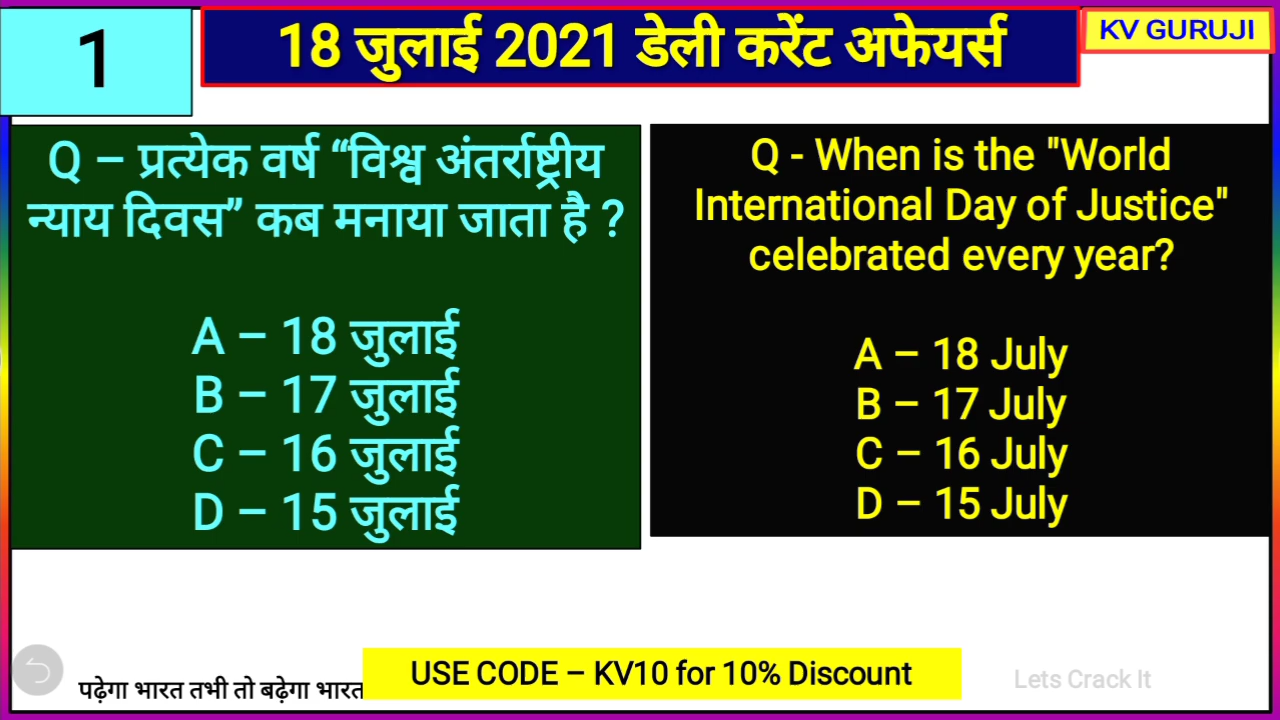 1
18 जुलाई 2021 डेली करेंट अफेयर्स
KV GURUJI
Q – प्रत्येक वर्ष “विश्व अंतर्राष्ट्रीय
न्याय दिवस” कब मनाया जाता है ?
A – 18 जुलाई
B – 17 जुलाई
C – 16 जुलाई
D – 15 जुलाई
Q - When is the "World
International Day of Justice"
celebrated every year?
A – 18 July
B – 17 July
C – 16 July
D – 15 July
पढ़ेगा भारत तभी तो बढ़ेगा भारत
USE CODE – KV10 for 10% Discount
Lets Crack It